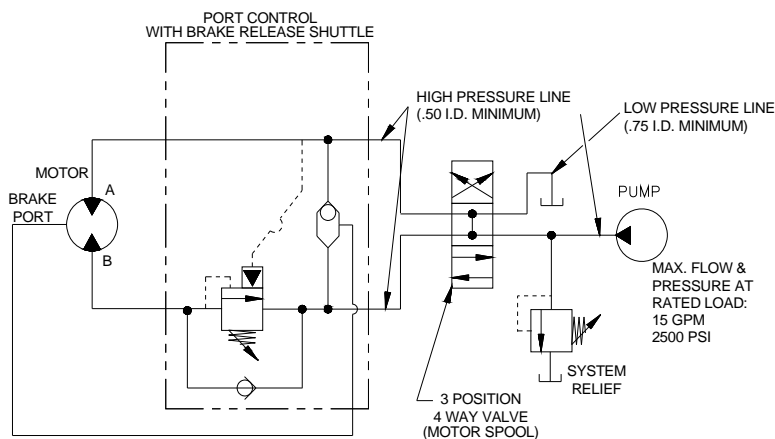 PORT CONTROL
WITH BRAKE RELEASE SHUTTLE
HIGH PRESSURE LINE
(.50 I.D. MINIMUM)
LOW PRESSURE LINE
(.75 I.D. MINIMUM)
MOTOR
A
BRAKE
PORT
B
PUMP
MAX. FLOW &
PRESSURE AT
RATED LOAD:
15 GPM
2500 PSI
SYSTEM
RELIEF
3 POSITION
4 WAY VALVE
(MOTOR SPOOL)